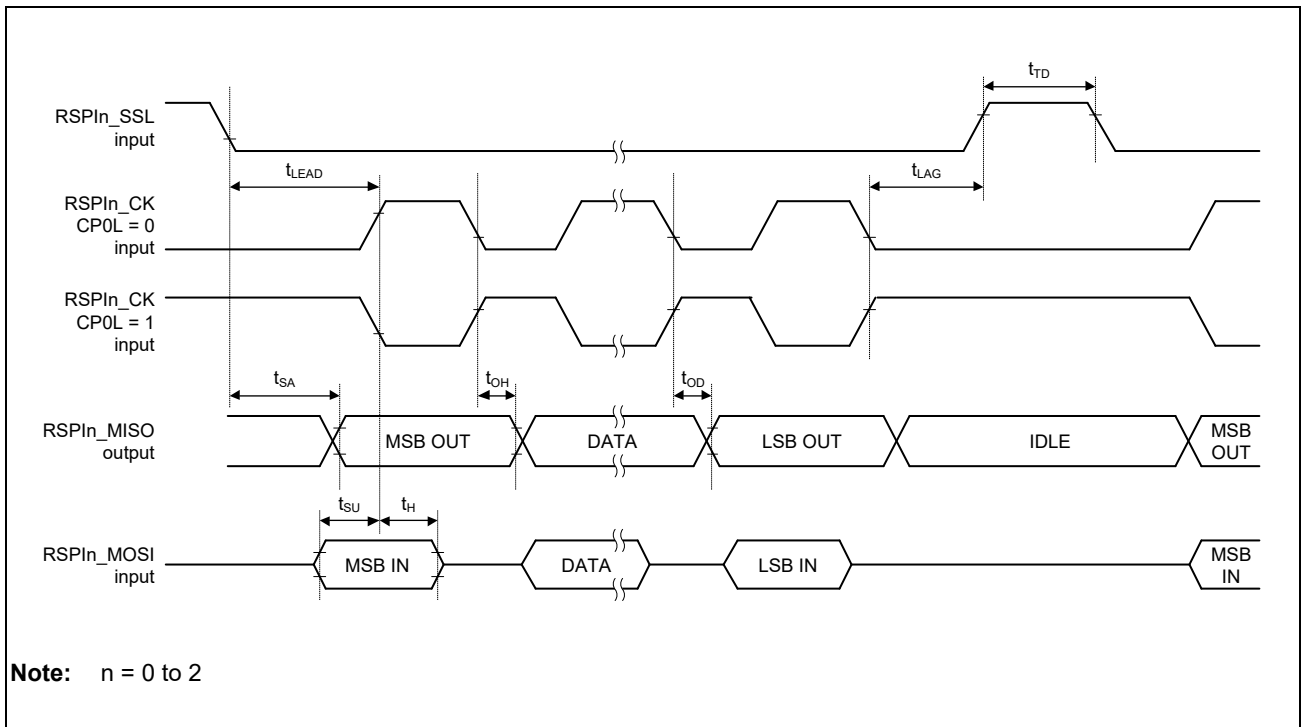 tTD
RSPIn_SSL
input
tLEAD
tLAG
RSPIn_CK
CP0L = 0
input
RSPIn_CK
CP0L = 1
input
tSA
tOH
tOD
RSPIn_MISO
output
MSB OUT
DATA
LSB OUT
IDLE
MSB
OUT
tSU
tH
RSPIn_MOSI
input
MSB IN
DATA
LSB IN
MSB
IN
Note: n = 0 to 2